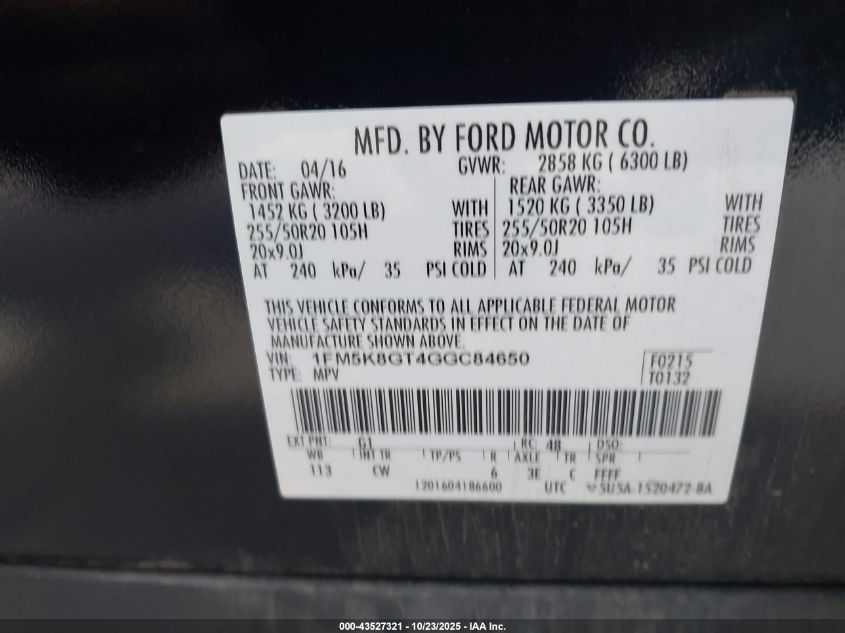 MFD. BY FORD MOTOR CO.
DATE: 04/16 GVWR: 2858 KG ( 6300 LB)
FRONT GAWR: REAR GAWR:
1452 KG ( 3200 LB) WITH 1520 KG ( 3350 LB) WITH
255/50R20 105H TIRES 255/50R20 105H TIRES
20x9.0J RIMS 20x9.0J RIMS
AT 240 kPa/ 35 PSI COLD AT 240 kPa/ 35 PSI COLD
THIS VEHICLE CONFORMS TO ALL APPLICABLE FEDERAL MOTOR
VEHICLE SAFETY STANDARDS IN EFFECT ON THE DATE OF
MANUFACTURE SHOWN ABOVE.
VIN: 1FM5K8GT4GGC84650 F0215
TYPE: MPV T0132
EXT PNT: G1 RC: 48 DSO:
WB INT TR TP/PS R AXLE TR SPR
113 CW 6 3E C FFFF
1201604186600 UTC 5U5A-1520472-BA
000-43527321 - 10/23/2025 - IAA Inc.